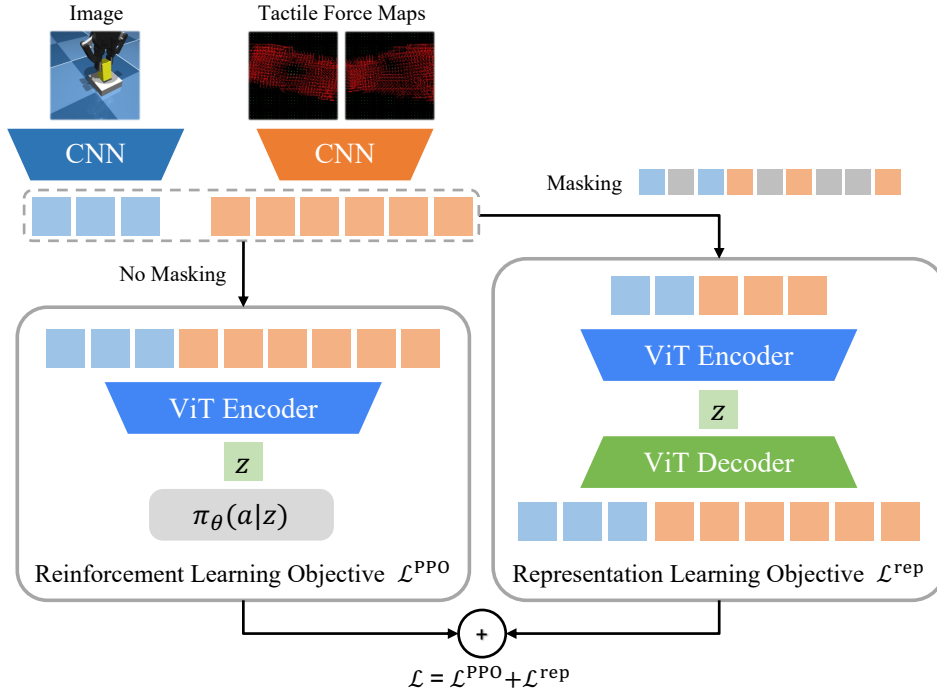 Image
Tactile Force Maps
CNN
CNN
Masking
No Masking
ViT Encoder
z
π_θ(a|z)
Reinforcement Learning Objective ℒ^PPO
ViT Encoder
z
ViT Decoder
Representation Learning Objective ℒ^rep
+
ℒ = ℒ^PPO+ℒ^rep